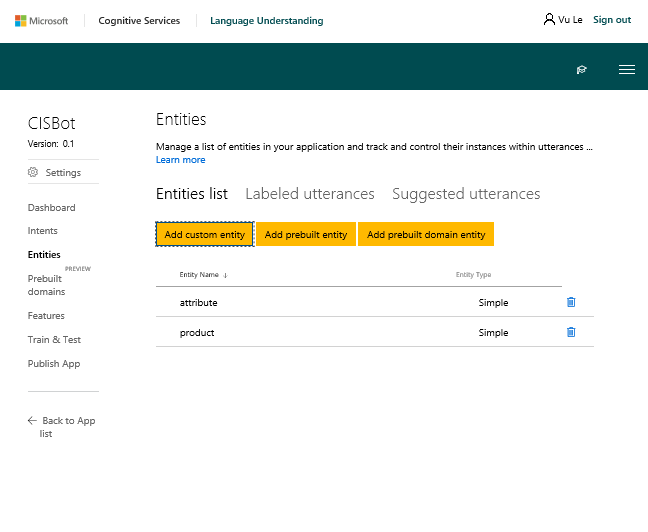 Microsoft Cognitive Services Language Understanding Vu Le Sign out
CISBot
Version: 0.1
Settings
Dashboard
Intents
Entities
PREVIEW
Prebuilt
domains
Features
Train & Test
Publish App
Back to App
list
Entities
Manage a list of entities in your application and track and control their instances within utterances ...
Learn more
Entities list Labeled utterances Suggested utterances
Add custom entity Add prebuilt entity Add prebuilt domain entity
Entity Name ↓ Entity Type
attribute Simple
product Simple